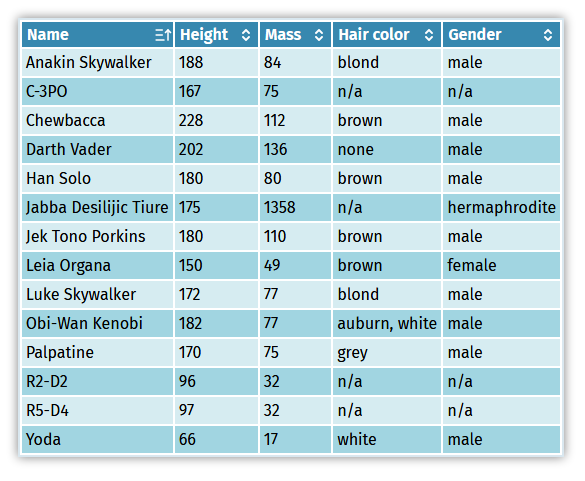 Name Height Mass Hair color Gender
Anakin Skywalker 188 84 blond male
C-3PO 167 75 n/a n/a
Chewbacca 228 112 brown male
Darth Vader 202 136 none male
Han Solo 180 80 brown male
Jabba Desilijic Tiure 175 1358 n/a hermaphrodite
Jek Tono Porkins 180 110 brown male
Leia Organa 150 49 brown female
Luke Skywalker 172 77 blond male
Obi-Wan Kenobi 182 77 auburn, white male
Palpatine 170 75 grey male
R2-D2 96 32 n/a n/a
R5-D4 97 32 n/a n/a
Yoda 66 17 white male